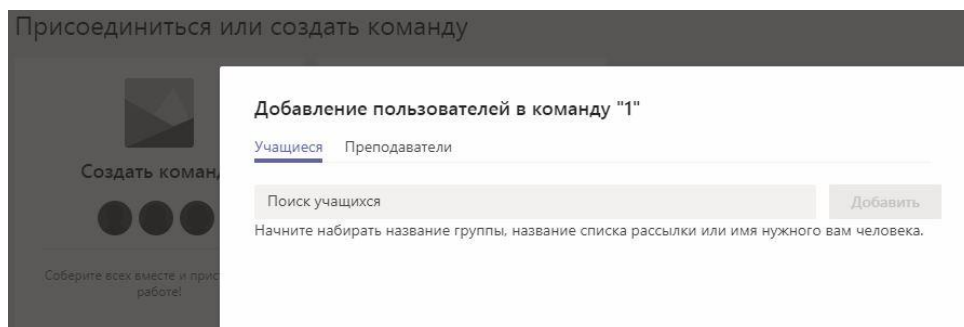 Присоединиться или создать команду
Добавление пользователей в команду "1"
Учащиеся Преподаватели
Создать коман
Поиск учащихся Добавить
Начните набирать название группы, название списка рассылки или имя нужного вам человека.
Соберите всех вместе и прис
работе!